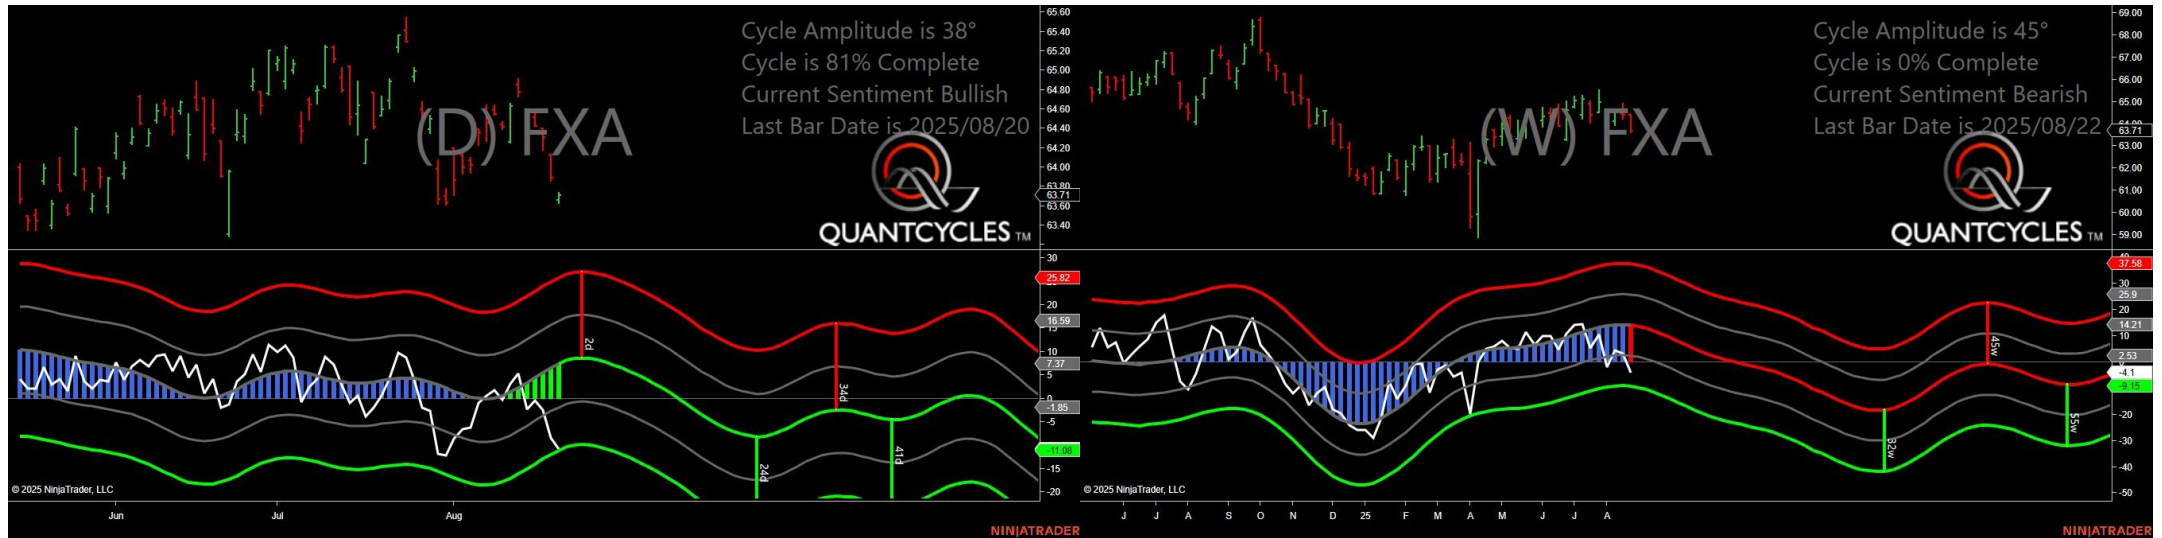 Cycle Amplitude is 38°
Cycle is 81% Complete
Current Sentiment Bullish
Last Bar Date is 2025/08/20
(D) FXA
QUANTCYCLES TM
65.60
65.40
65.20
65.00
64.80
64.60
64.40
64.20
64.00
63.80
63.71
63.60
63.40
30
25.82
20
16.59
15
10
7.37
5
0
-1.85
-5
-11.08
-15
-20
2d
24d
34d
41d
© 2025 NinjaTrader, LLC
Jun
Jul
Aug
NINJATRADER
Cycle Amplitude is 45°
Cycle is 0% Complete
Current Sentiment Bearish
Last Bar Date is 2025/08/22
(W) FXA
QUANTCYCLES TM
69.00
68.00
67.00
66.00
65.00
64.00
63.71
63.00
62.00
61.00
60.00
59.00
40
37.58
30
25.9
20
14.21
10
2.53
-4.1
-9.15
-20
-30
-40
-50
32w
45w
55w
© 2025 NinjaTrader, LLC
J J A S O N D 25 F M A M J J A
NINJATRADER